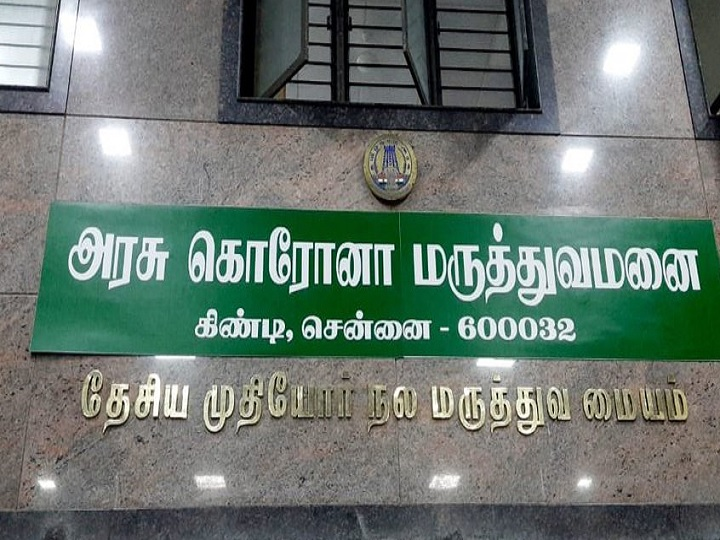 அரசு கொரோனா மருத்துவமனை
கிண்டி, சென்னை - 600032
தேசிய முதியோர் நல மருத்துவ மையம்